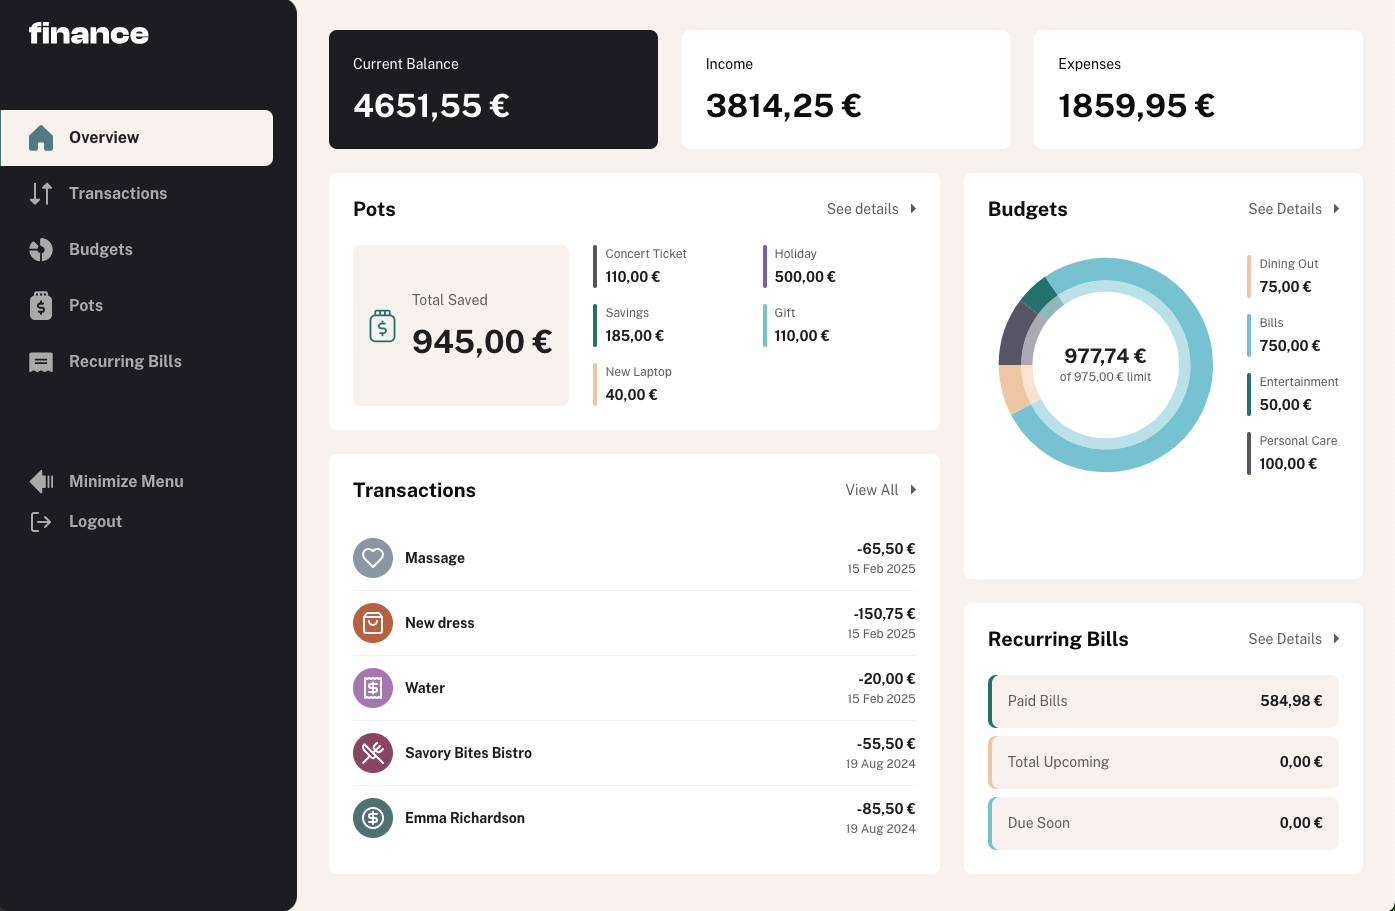 finance
Overview
Transactions
Budgets
Pots
Recurring Bills
Minimize Menu
Logout
Current Balance
4651,55 €
Income
3814,25 €
Expenses
1859,95 €
Pots
See details
Total Saved
945,00 €
Concert Ticket
110,00 €
Holiday
500,00 €
Savings
185,00 €
Gift
110,00 €
New Laptop
40,00 €
Transactions
View All
Massage
-65,50 €
15 Feb 2025
New dress
-150,75 €
15 Feb 2025
Water
-20,00 €
15 Feb 2025
Savory Bites Bistro
-55,50 €
19 Aug 2024
Emma Richardson
-85,50 €
19 Aug 2024
Budgets
See Details
977,74 €
of 975,00 € limit
Dining Out
75,00 €
Bills
750,00 €
Entertainment
50,00 €
Personal Care
100,00 €
Recurring Bills
See Details
Paid Bills
584,98 €
Total Upcoming
0,00 €
Due Soon
0,00 €